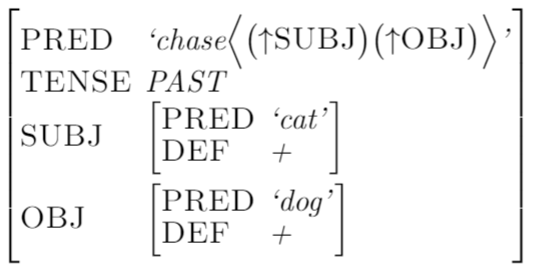 PRED ‘chase⟨(↑SUBJ)(↑OBJ)⟩’
TENSE PAST
SUBJ [PRED ‘cat’
DEF +]
OBJ [PRED ‘dog’
DEF +]